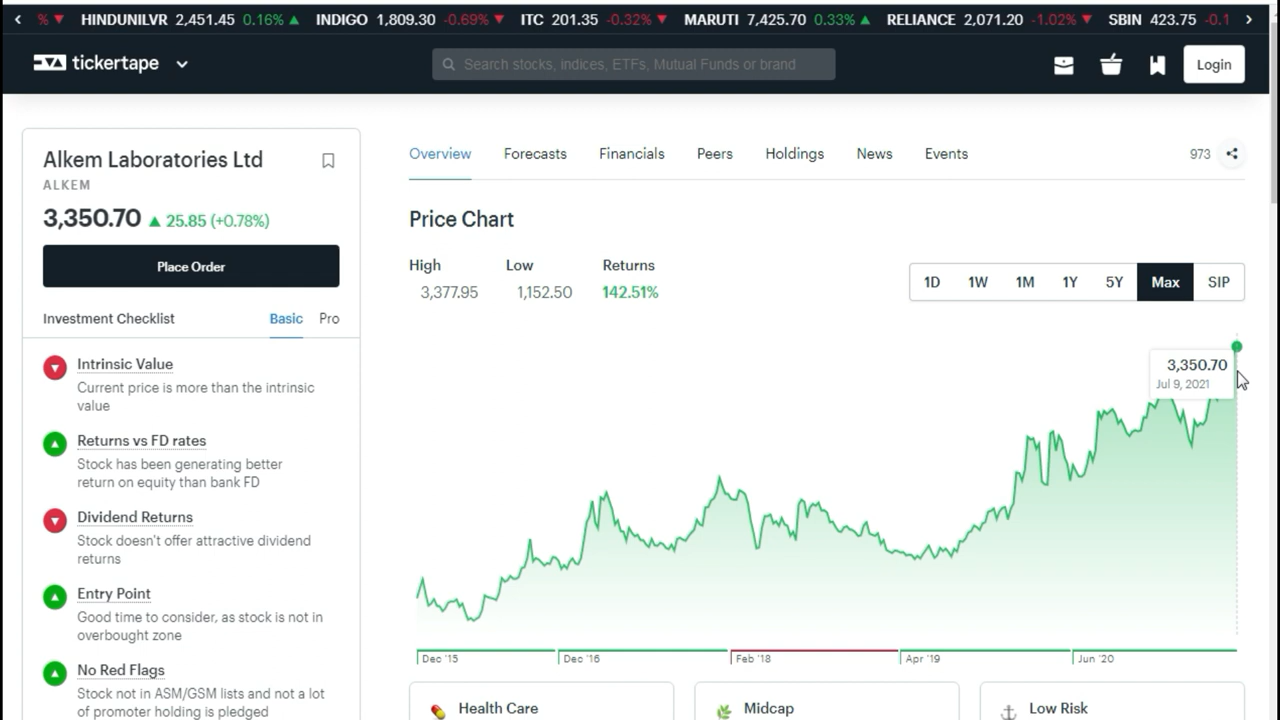 % ▼ HINDUNILVR 2,451.45 0.16% ▲ INDIGO 1,809.30 -0.69% ▼ ITC 201.35 -0.32% ▼ MARUTI 7,425.70 0.33% ▲ RELIANCE 2,071.20 -1.02% ▼ SBIN 423.75 -0.1
tickertape
Search stocks, indices, ETFs, Mutual Funds or brand
Login
Alkem Laboratories Ltd
ALKEM
3,350.70 ▲ 25.85 (+0.78%)
Place Order
Investment Checklist Basic Pro
Intrinsic Value
Current price is more than the intrinsic
value
Returns vs FD rates
Stock has been generating better
return on equity than bank FD
Dividend Returns
Stock doesn't offer attractive dividend
returns
Entry Point
Good time to consider, as stock is not in
overbought zone
No Red Flags
Stock not in ASM/GSM lists and not a lot
of promoter holding is pledged
Overview Forecasts Financials Peers Holdings News Events 973
Price Chart
High Low Returns
3,377.95 1,152.50 142.51%
1D 1W 1M 1Y 5Y Max SIP
3,350.70
Jul 9, 2021
Dec '15 Dec '16 Feb '18 Apr '19 Jun '20
Health Care Midcap Low Risk